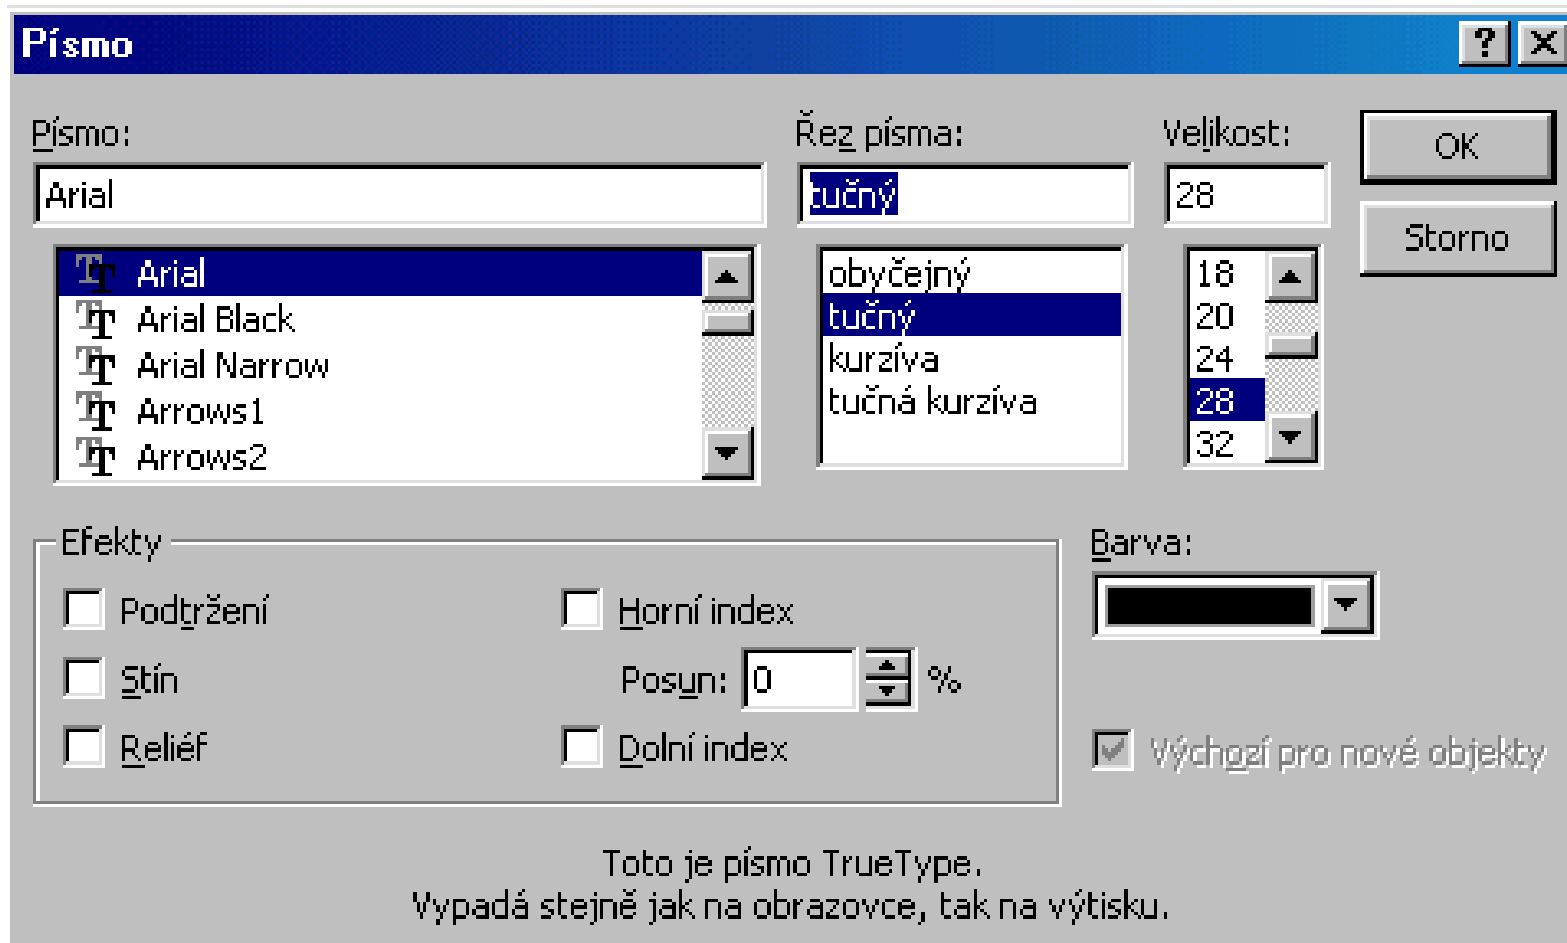 Písmo
Písmo:
Řez písma:
Velikost:
OK
Arial
tučný
28
Storno
Arial
Arial Black
Arial Narrow
Arrows1
Arrows2
obyčejný
tučný
kurzíva
tučná kurzíva
18
20
24
28
32
Efekty
Podtržení
Stín
Reliéf
Horní index
Posun: 0 %
Dolní index
Barva:
Výchozí pro nové objekty
Toto je písmo TrueType.
Vypadá stejně jak na obrazovce, tak na výtisku.